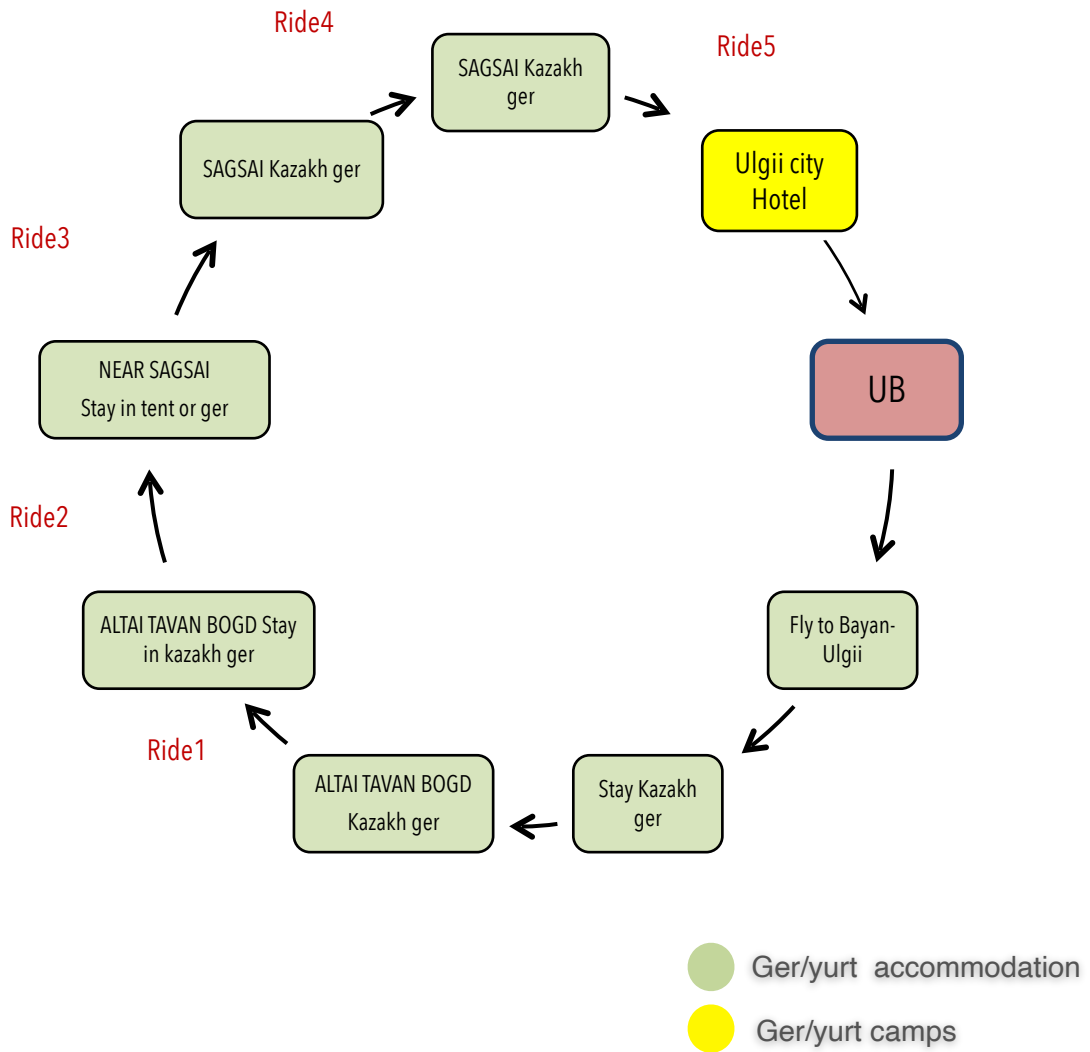 Ride4
SAGSAI Kazakh
ger
Ride5
SAGSAI Kazakh ger
Ulgii city
Hotel
Ride3
NEAR SAGSAI
Stay in tent or ger
UB
Ride2
ALTAI TAVAN BOGD Stay
in kazakh ger
Fly to Bayan-
Ulgii
Ride1
ALTAI TAVAN BOGD
Kazakh ger
Stay Kazakh
ger
Ger/yurt accommodation
Ger/yurt camps